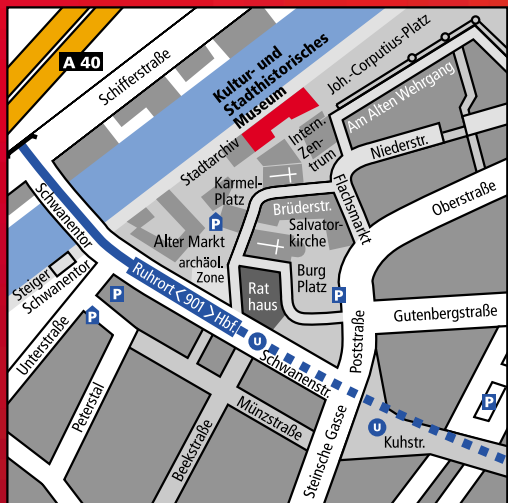 A 40
Schifferstraße
Kultur- und
Stadthistorisches
Museum
Joh.-Corputius-Platz
Am Alten Wehrgang
Stadtarchiv
Intern.
Zen-
trum
Niederstr.
Karmel-
Platz
Flachsmarkt
Schwanentor
Brüderstr.
Oberstraße
P
Salvator-
kirche
Alter Markt
archäol.
Zone
Burg
Platz
Steiger
Schwanentor
Ruhrort <901> Hbf.
Rat
haus
P
P
P
Gutenbergstraße
Unterstraße
U
Schwanenstr.
Poststraße
Peterstal
P
Münzstraße
Steinsche Gasse
U
Kuhstr.
Beekstraße